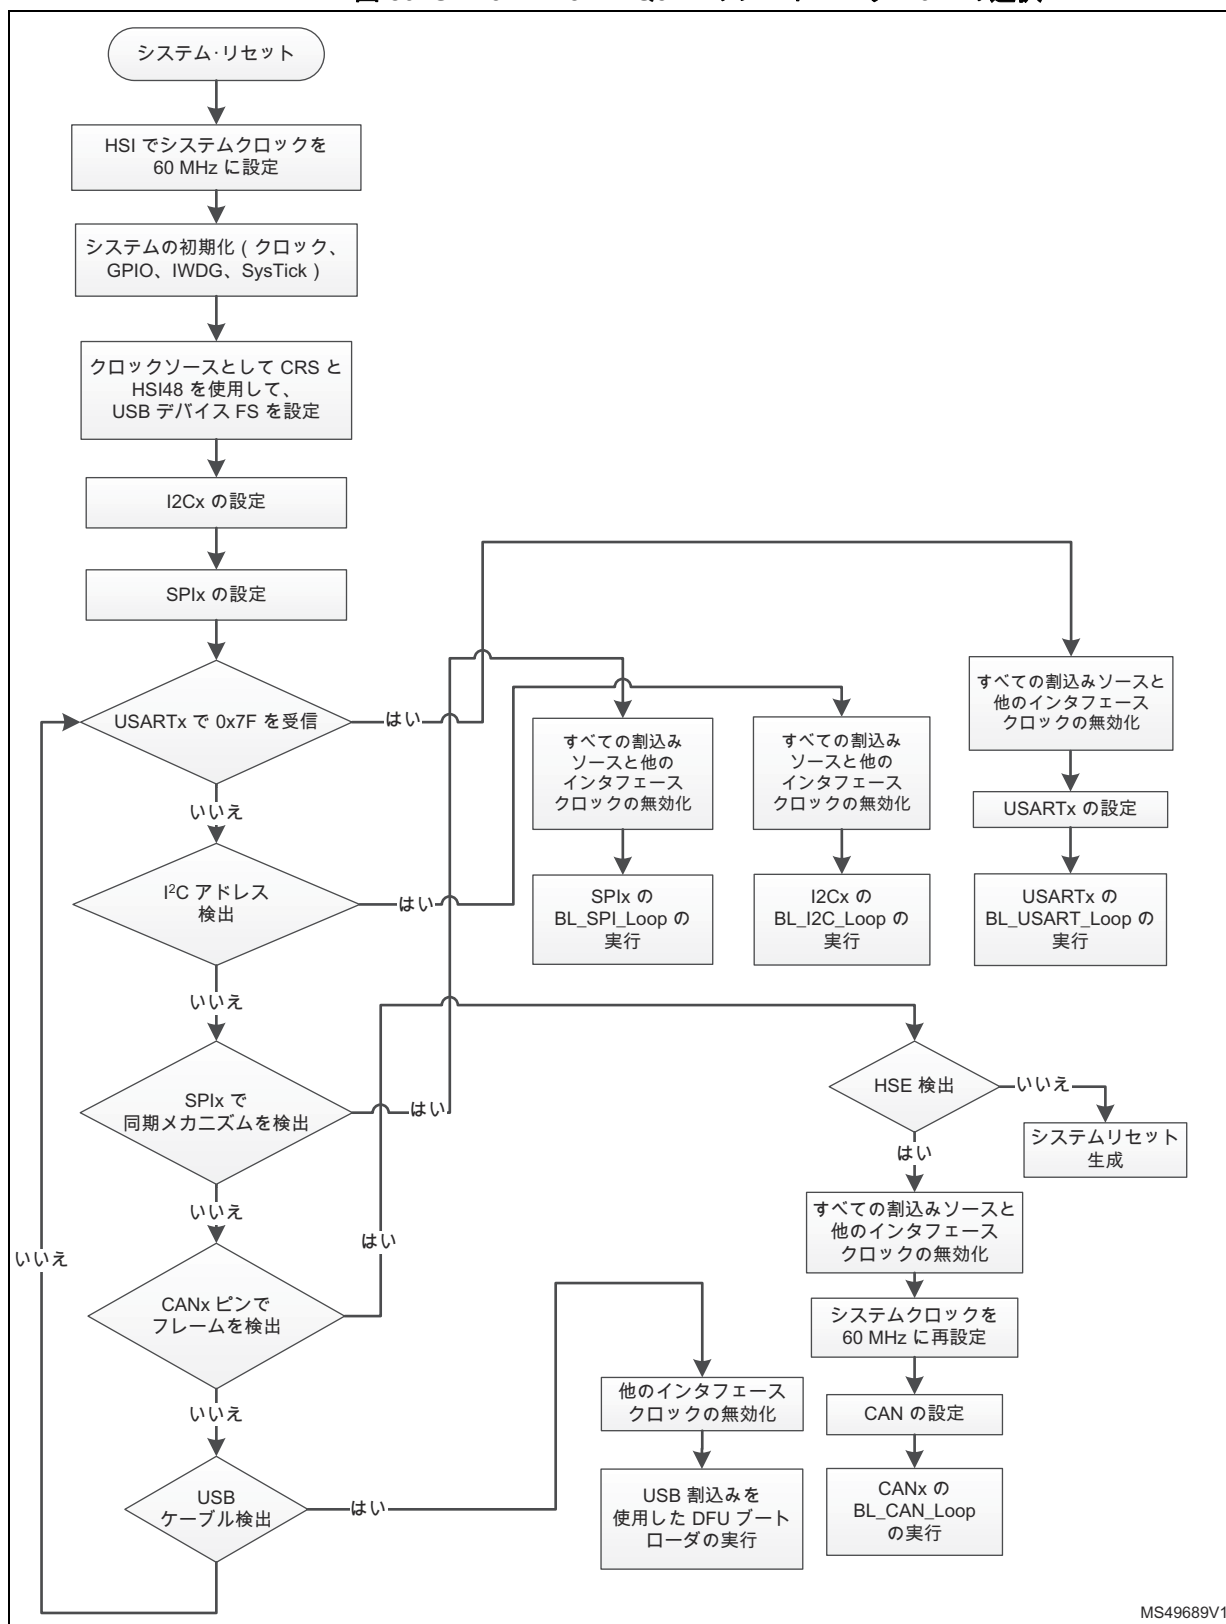 システム･リセット
HSI でシステムクロックを
60 MHz に設定
システムの初期化 ( クロック、
GPIO、IWDG、SysTick )
クロックソースとして CRS と
HSI48 を使用して、
USB デバイス FS を設定
I2Cx の設定
SPIx の設定
USARTx で 0x7F を受信
はい
いいえ
I²C アドレス
検出
はい
いいえ
SPIx で
同期メカニズムを検出
はい
いいえ
CANx ピンで
フレームを検出
はい
いいえ
USB
ケーブル検出
はい
いいえ
すべての割込み
ソースと他の
インタフェース
クロックの無効化
SPIx の
BL_SPI_Loop の
実行
すべての割込み
ソースと他の
インタフェース
クロックの無効化
I2Cx の
BL_I2C_Loop の
実行
すべての割込みソースと
他のインタフェース
クロックの無効化
USARTx の設定
USARTx の
BL_USART_Loop の
実行
HSE 検出
いいえ
システムリセット
生成
はい
すべての割込みソースと
他のインタフェース
クロックの無効化
システムクロックを
60 MHz に再設定
CAN の設定
CANx の
BL_CAN_Loop
の実行
他のインタフェース
クロックの無効化
USB 割込みを
使用した DFU ブート
ローダの実行
MS49689V1